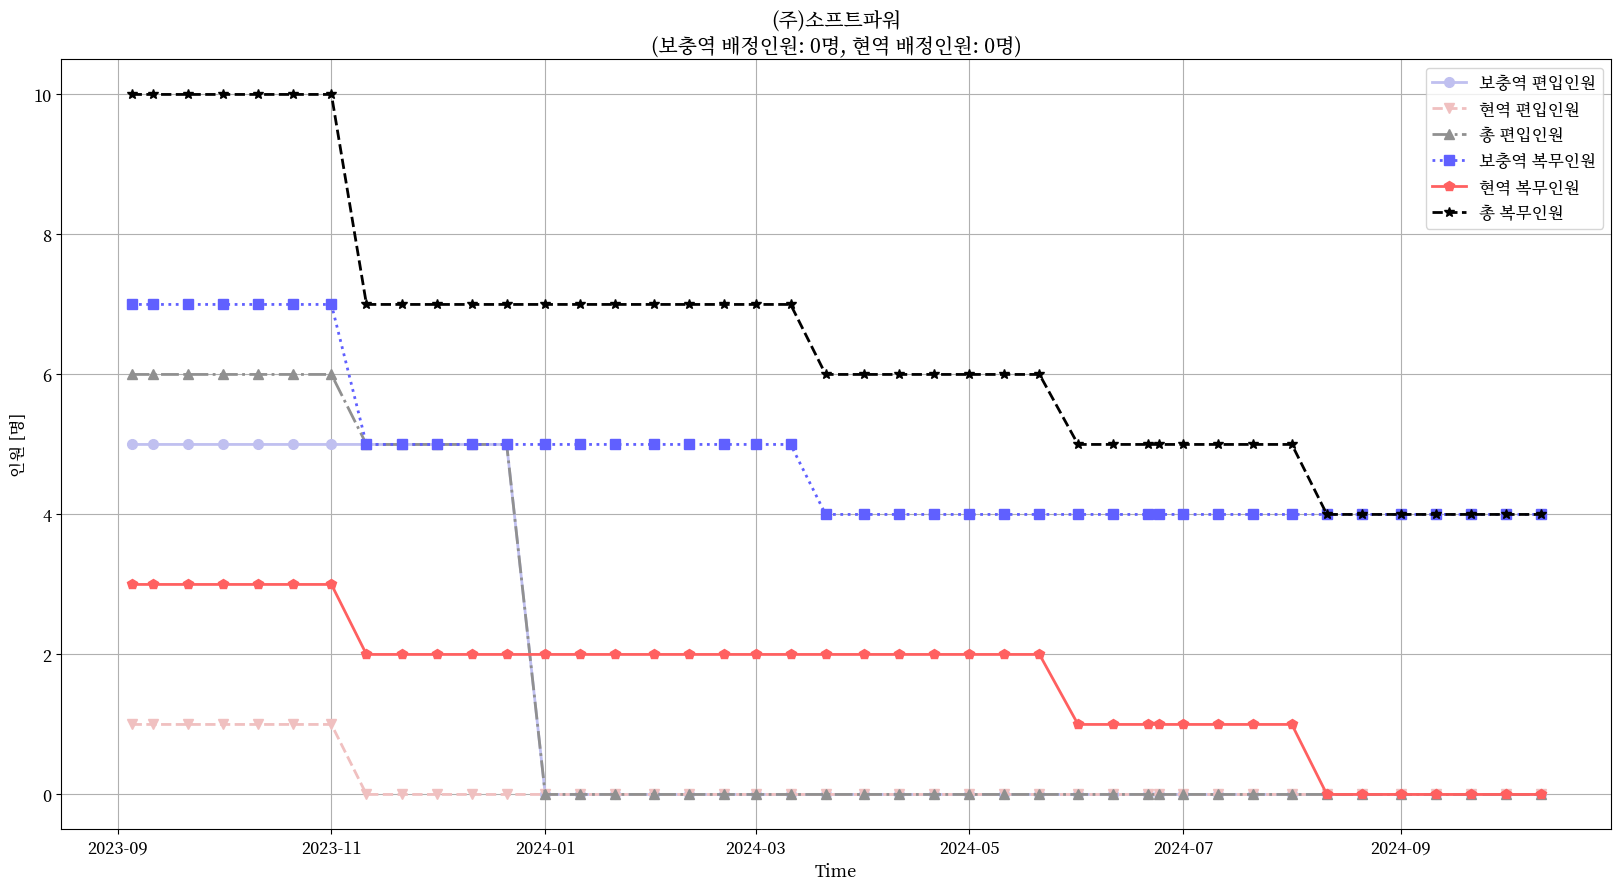 (주)소프트파워
(보충역 배정인원: 0명, 현역 배정인원: 0명)
보충역 편입인원
현역 편입인원
총 편입인원
보충역 복무인원
현역 복무인원
총 복무인원
인원 [명]
10
8
6
4
2
0
2023-09
2023-11
2024-01
2024-03
2024-05
2024-07
2024-09
Time